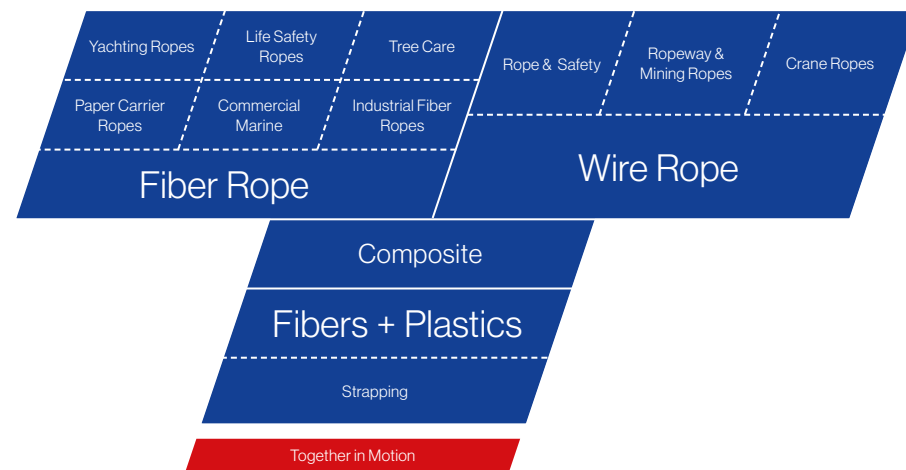 Yachting Ropes
Life Safety
Ropes
Tree Care
Paper Carrier
Ropes
Commercial
Marine
Industrial Fiber
Ropes
Fiber Rope
Rope & Safety
Ropeway &
Mining Ropes
Crane Ropes
Wire Rope
Composite
Fibers + Plastics
Strapping
Together in Motion